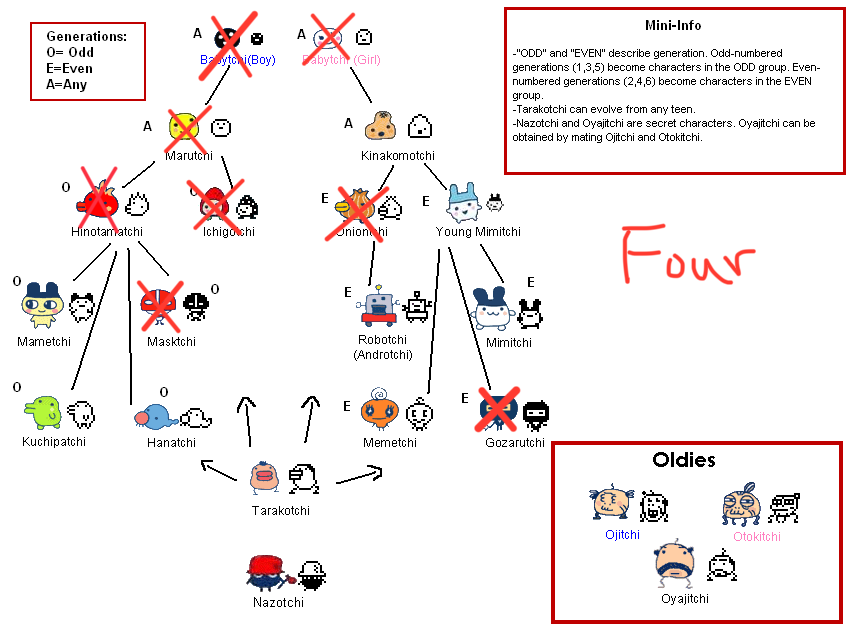 Generations:
O= Odd
E=Even
A=Any
A
Babytchi(Boy)
A
Babytchi (Girl)
Mini-Info
-"ODD" and "EVEN" describe generation. Odd-numbered
generations (1,3,5) become characters in the ODD group. Even-
numbered generations (2,4,6) become characters in the EVEN
group.
-Tarakotchi can evolve from any teen.
-Nazotchi and Oyajitchi are secret characters. Oyajitchi can be
obtained by mating Ojitchi and Otokitchi.
A
Marutchi
A
Kinakomotchi
O
Hinotamatchi
O
Ichigotchi
E
Oniontchi
E
Young Mimitchi
Four
O
Mametchi
O
Masktchi
E
Robotchi
(Androtchi)
E
Mimitchi
O
Kuchipatchi
O
Hanatchi
E
Memetchi
E
Gozarutchi
Tarakotchi
Nazotchi
Oldies
Ojitchi
Otokitchi
Oyajitchi